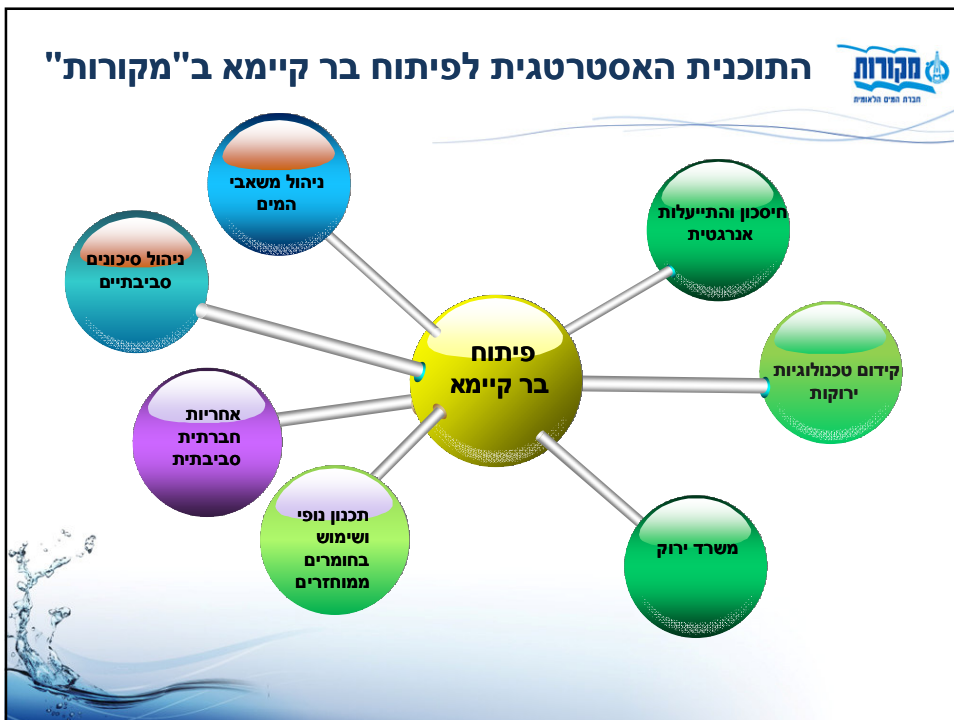 התוכנית האסטרטגית לפיתוח בר קיימא ב"מקורות"
מקורות
חברת המים הלאומית
ניהול משאבי
המים
חיסכון והתייעלות
אנרגטית
ניהול סיכונים
סביבתיים
פיתוח
בר קיימא
קידום טכנולוגיות
ירוקות
אחריות
חברתית
סביבתית
תכנון נופי
ושימוש
בחומרים
ממוחזרים
משרד ירוק